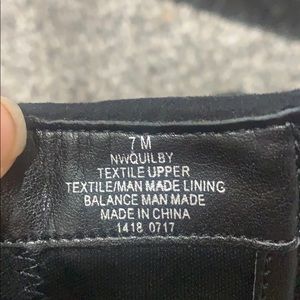 7 M
NWQUILBY
TEXTILE UPPER
TEXTILE/MAN MADE LINING
BALANCE MAN MADE
MADE IN CHINA
1418 0717